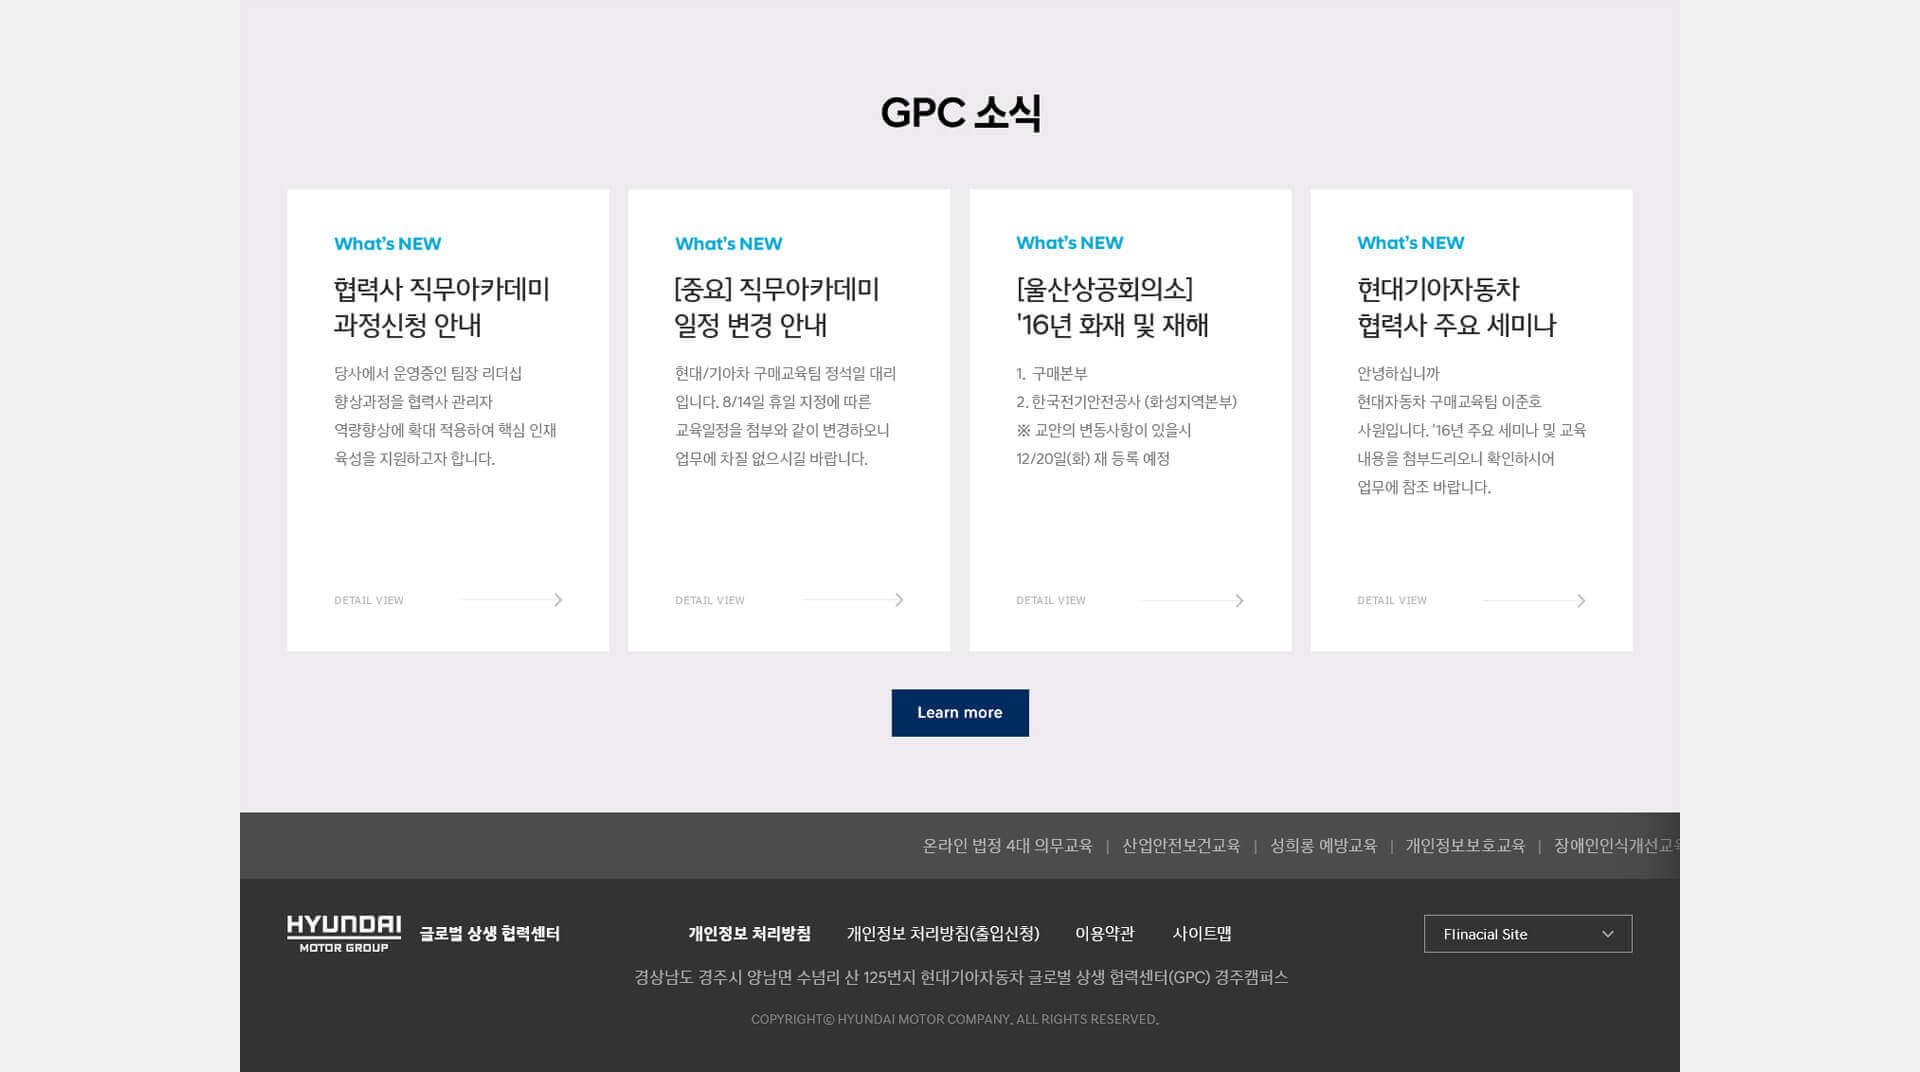 GPC 소식
What's NEW
협력사 직무아카데미
과정신청 안내
당사에서 운영중인 팀장 리더십
향상과정을 협력사 관리자
역량향상에 확대 적용하여 핵심 인재
육성을 지원하고자 합니다.
DETAIL VIEW
What's NEW
[중요] 직무아카데미
일정 변경 안내
현대/기아차 구매교육팀 정석일 대리
입니다. 8/14일 휴일 지정에 따른
교육일정을 첨부와 같이 변경하오니
업무에 차질 없으시길 바랍니다.
DETAIL VIEW
What's NEW
[울산상공회의소]
'16년 화재 및 재해
1. 구매본부
2. 한국전기안전공사 (화성지역본부)
※ 교안의 변동사항이 있을시
12/20일(화) 재 등록 예정
DETAIL VIEW
What's NEW
현대기아자동차
협력사 주요 세미나
안녕하십니까
현대자동차 구매교육팀 이준호
사원입니다. '16년 주요 세미나 및 교육
내용을 첨부드리오니 확인하시어
업무에 참조 바랍니다.
DETAIL VIEW
Learn more
온라인 법정 4대 의무교육 | 산업안전보건교육 | 성희롱 예방교육 | 개인정보보호교육 | 장애인인식개선교육
HYUNDAI
MOTOR GROUP
글로벌 상생 협력센터
개인정보 처리방침 개인정보 처리방침(출입신청) 이용약관 사이트맵
FIinacial Site
경상남도 경주시 양남면 수념리 산 125번지 현대기아자동차 글로벌 상생 협력센터(GPC) 경주캠퍼스
COPYRIGHT© HYUNDAI MOTOR COMPANY. ALL RIGHTS RESERVED.